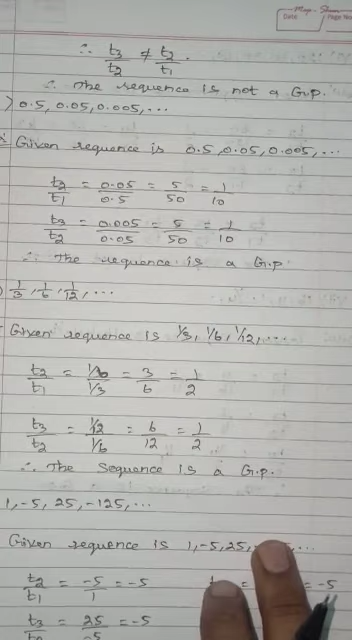 Date
Page No
∴ t3/t2 ≠ t2/t1.
∴ The sequence is not a G.p.
) 0.5, 0.05, 0.005, ...
Given sequence is 0.5, 0.05, 0.005, ...
t2/t1 = 0.05/0.5 = 5/50 = 1/10
t3/t2 = 0.005/0.05 = 5/50 = 1/10
∴ The sequence is a G.p
) 1/3, 1/6, 1/12, ...
Given sequence is 1/3, 1/6, 1/12, ...
t2/t1 = 1/6/1/3 = 3/6 = 1/2
t3/t2 = 1/12/1/6 = 6/12 = 1/2
∴ The Sequence is a G.p.
1, -5, 25, -125, ...
Given sequence is 1, -5, 25, ...
t2/t1 = -5/1 = -5 = = -5
t3/t2 = 25/-5 = -5